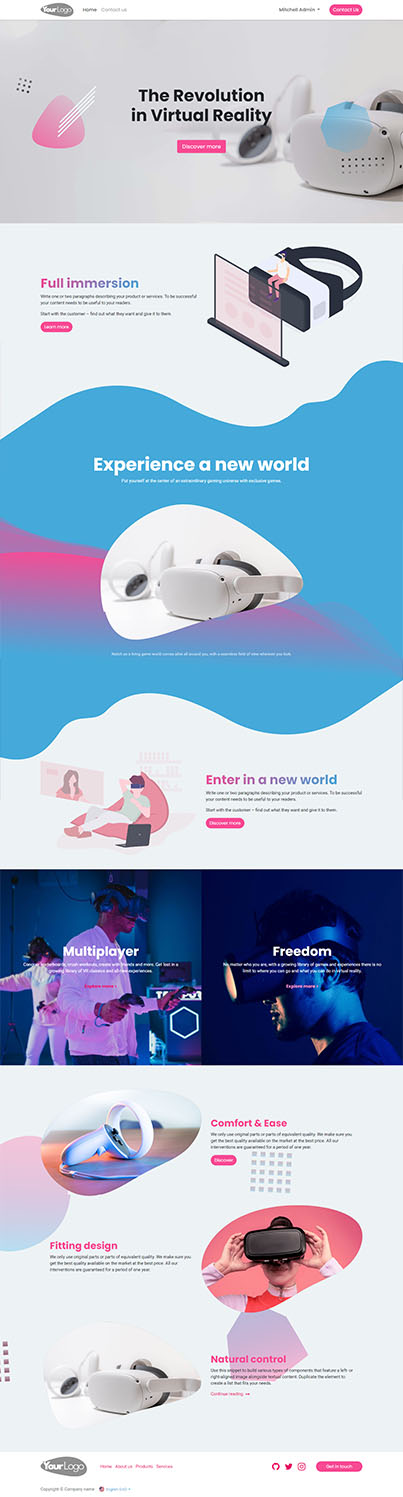 YourLogo
Home Contact us
Mitchell Admin
Contact Us
The Revolution
in Virtual Reality
Discover more
Full immersion
Write one or two paragraphs describing your product or services. To be successful
your content needs to be useful to your readers.
Start with the customer – find out what they want and give it to them.
Learn more
Experience a new world
Put yourself at the center of an extraordinary gaming universe with exclusive games.
Watch as a living game world comes alive all around you, with a seamless field of view wherever you look.
Enter in a new world
Write one or two paragraphs describing your product or services. To be successful
your content needs to be useful to your readers.
Start with the customer – find out what they want and give it to them.
Discover more
Multiplayer
and more. Get lost in a
growing library of VR classics and all new experiences.
Explore more
Freedom
No matter who you are, with a growing library of games and experiences there is no
limit to where you can go and what you can do in virtual reality.
Explore more
Comfort & Ease
We only use original parts or parts of equivalent quality. We make sure you
get the best quality available on the market at the best price. All our
interventions are guaranteed for a period of one year.
Discover
Fitting design
We only use original parts or parts of equivalent quality. We make sure you
get the best quality available on the market at the best price. All our
interventions are guaranteed for a period of one year.
Natural control
Use this snippet to build various types of components that feature a left- or
right-aligned image alongside textual content. Duplicate the element to
create a list that fits your needs.
Continue reading
YourLogo
Home About us Products Services
Get in touch
Copyright © Company name
English (US)